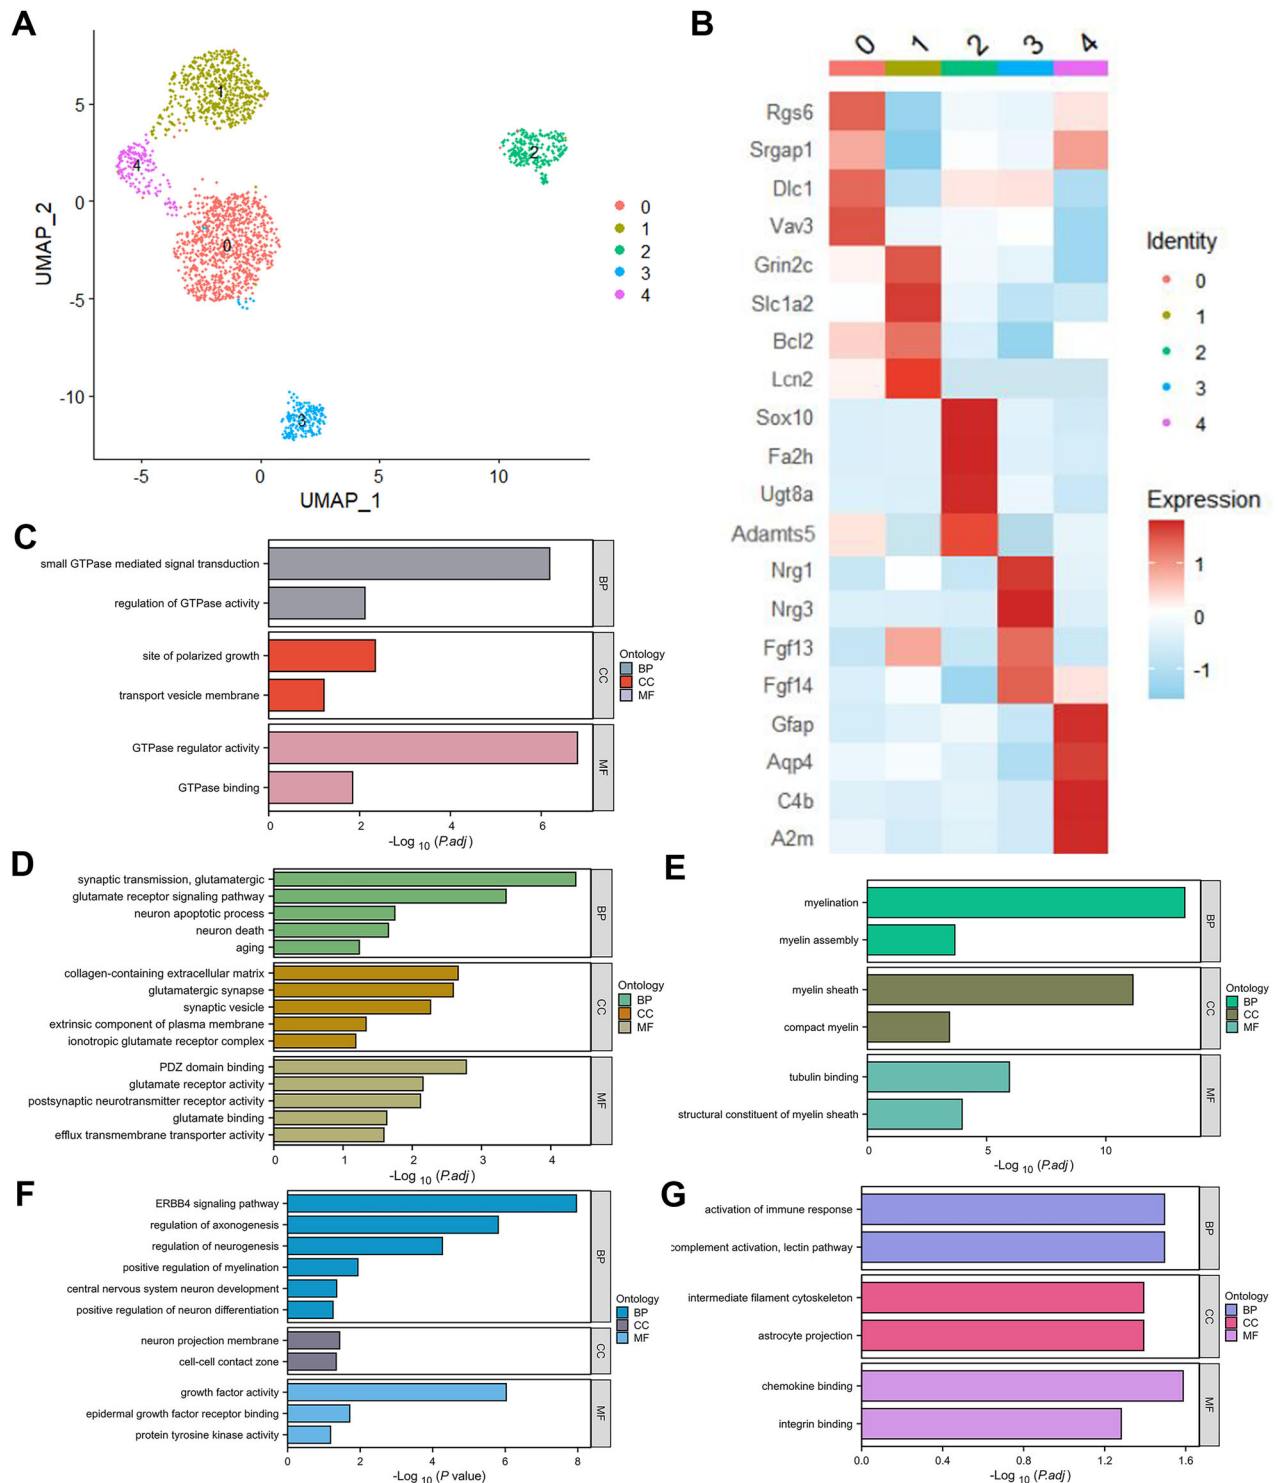 A
UMAP_2
5
0
-5
-10
1
4
2
0
3
-5
0
5
10
UMAP_1
0
1
2
3
4
B
0
1
2
3
4
Rgs6
Srgap1
Dlc1
Vav3
Grin2c
Slc1a2
Bcl2
Lcn2
Sox10
Fa2h
Ugt8a
Adamts5
Nrg1
Nrg3
Fgf13
Fgf14
Gfap
Aqp4
C4b
A2m
Identity
0
1
2
3
4
Expression
1
0
-1
C
small GTPase mediated signal transduction
regulation of GTPase activity
BP
site of polarized growth
transport vesicle membrane
CC
GTPase regulator activity
GTPase binding
MF
0
2
4
6
-Log 10 (P.adj)
Ontology
BP
CC
MF
D
synaptic transmission, glutamatergic
glutamate receptor signaling pathway
neuron apoptotic process
neuron death
aging
BP
collagen-containing extracellular matrix
glutamatergic synapse
synaptic vesicle
extrinsic component of plasma membrane
ionotropic glutamate receptor complex
CC
PDZ domain binding
glutamate receptor activity
postsynaptic neurotransmitter receptor activity
glutamate binding
efflux transmembrane transporter activity
MF
0
1
2
3
4
-Log 10 (P.adj)
Ontology
BP
CC
MF
E
myelination
myelin assembly
BP
myelin sheath
compact myelin
CC
tubulin binding
structural constituent of myelin sheath
MF
0
5
10
-Log 10 (P.adj)
Ontology
BP
CC
MF
F
ERBB4 signaling pathway
regulation of axonogenesis
regulation of neurogenesis
positive regulation of myelination
central nervous system neuron development
positive regulation of neuron differentiation
BP
neuron projection membrane
cell-cell contact zone
CC
growth factor activity
epidermal growth factor receptor binding
protein tyrosine kinase activity
MF
0
2
4
6
8
-Log 10 (P value)
Ontology
BP
CC
MF
G
activation of immune response
complement activation, lectin pathway
BP
intermediate filament cytoskeleton
astrocyte projection
CC
chemokine binding
integrin binding
MF
0.0
0.4
0.8
1.2
1.6
-Log 10 (P.adj)
Ontology
BP
CC
MF